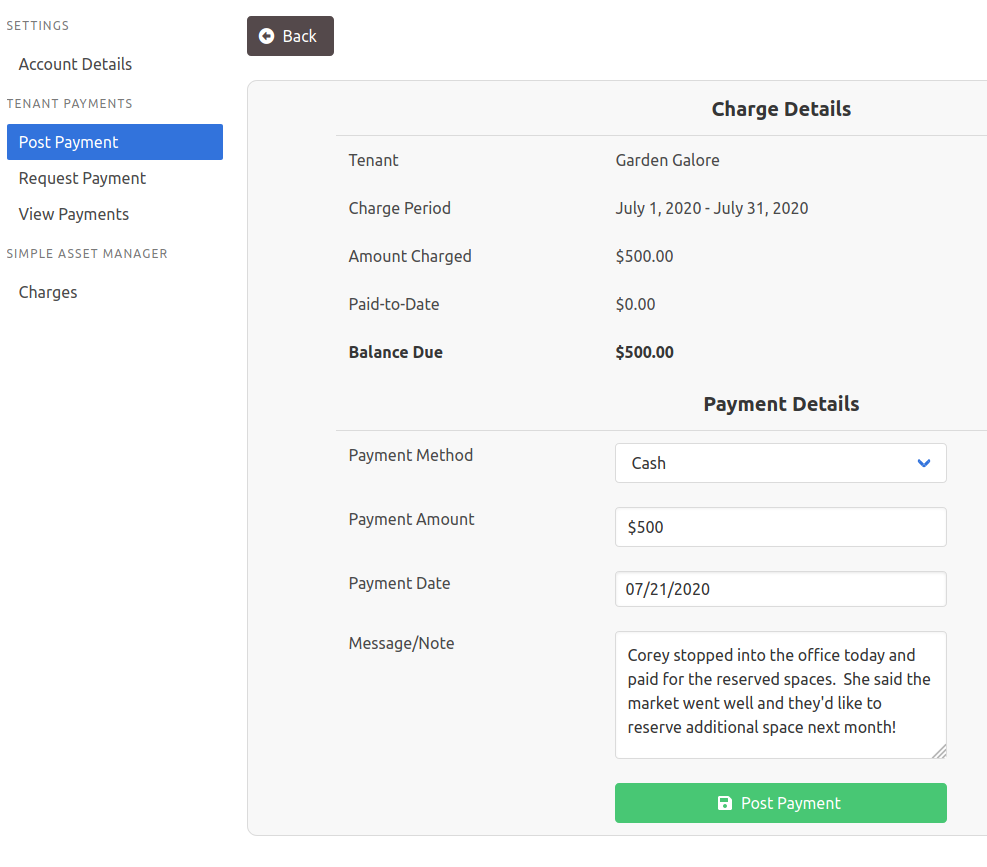 SETTINGS
Account Details
TENANT PAYMENTS
Post Payment
Request Payment
View Payments
SIMPLE ASSET MANAGER
Charges
Back
Charge Details
Tenant Garden Galore
Charge Period July 1, 2020 - July 31, 2020
Amount Charged $500.00
Paid-to-Date $0.00
Balance Due $500.00
Payment Details
Payment Method Cash
Payment Amount $500
Payment Date 07/21/2020
Message/Note
Corey stopped into the office today and
paid for the reserved spaces.  She said the
market went well and they'd like to
reserve additional space next month!
Post Payment